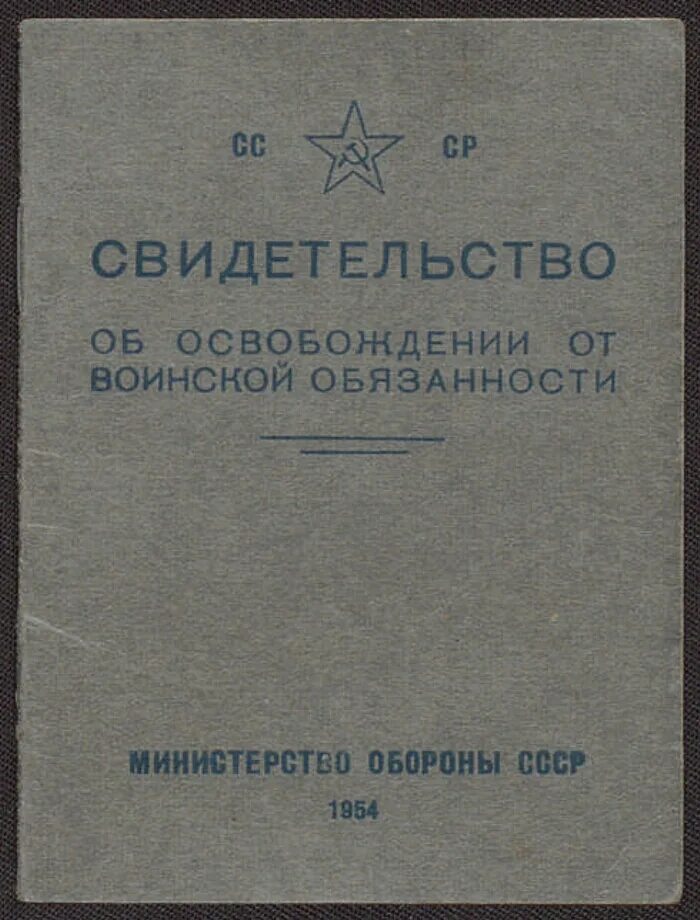 СС СР
СВИДЕТЕЛЬСТВО
ОБ ОСВОБОЖДЕНИИ ОТ
ВОИНСКОЙ ОБЯЗАННОСТИ
МИНИСТЕРСТВО ОБОРОНЫ СССР
1954